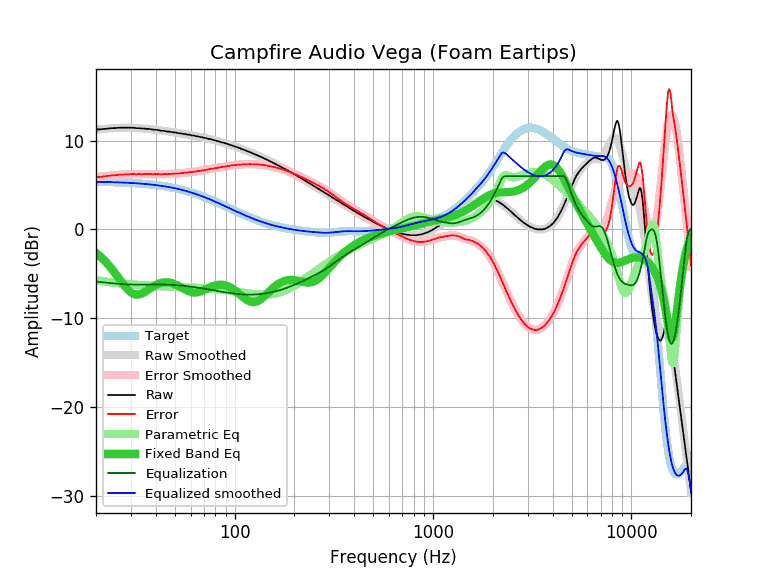 Campfire Audio Vega (Foam Eartips)
Amplitude (dBr)
10
0
−10
−20
−30
Target
Raw Smoothed
Error Smoothed
Raw
Error
Parametric Eq
Fixed Band Eq
Equalization
Equalized smoothed
100
1000
10000
Frequency (Hz)